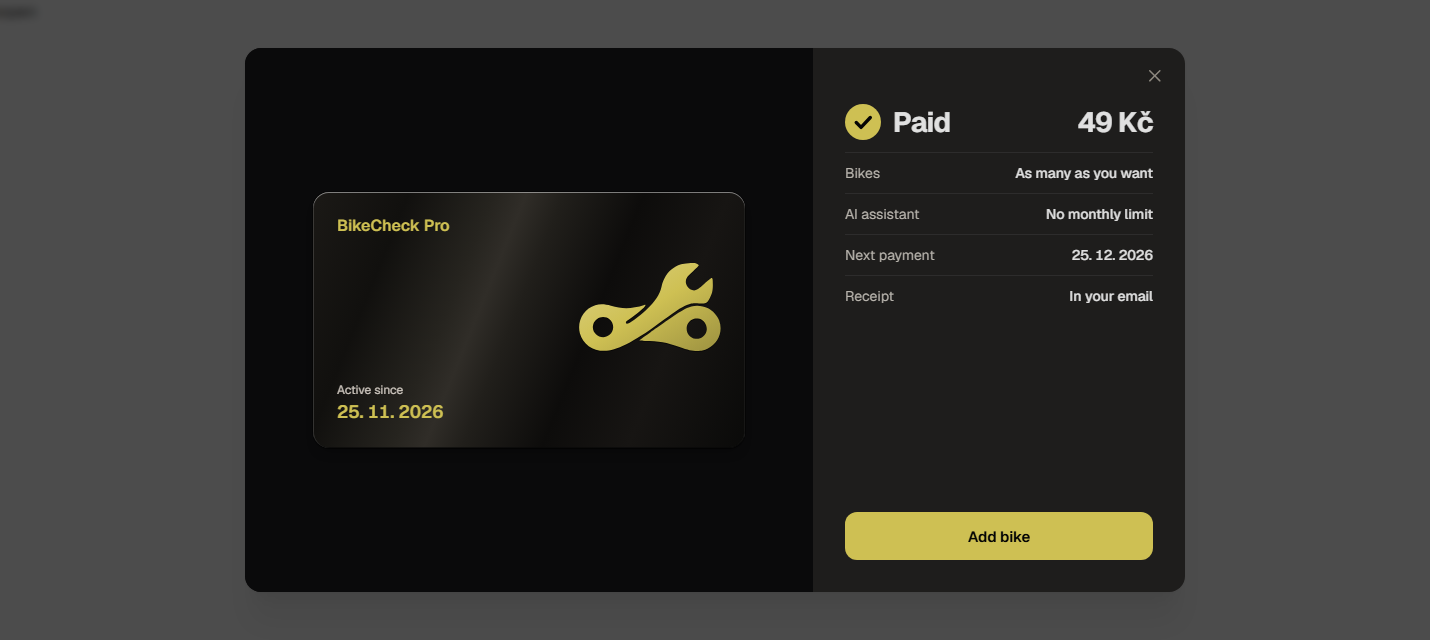 BikeCheck Pro
Active since
25. 11. 2026
Paid 49 Kč
Bikes As many as you want
AI assistant No monthly limit
Next payment 25. 12. 2026
Receipt In your email
Add bike